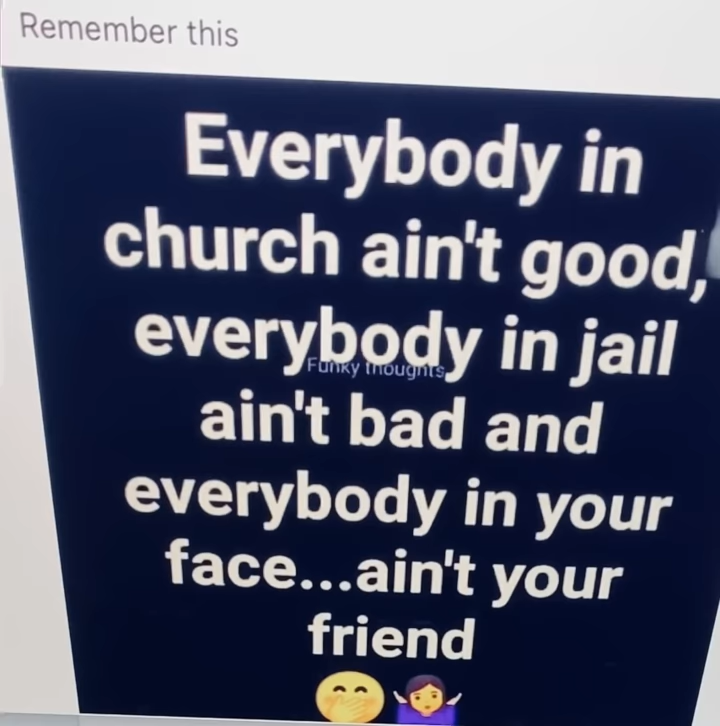 Remember this
Everybody in
church ain't good,
everybody in jail
Funky thoughts
ain't bad and
everybody in your
face...ain't your
friend
🤭🤷‍♀️